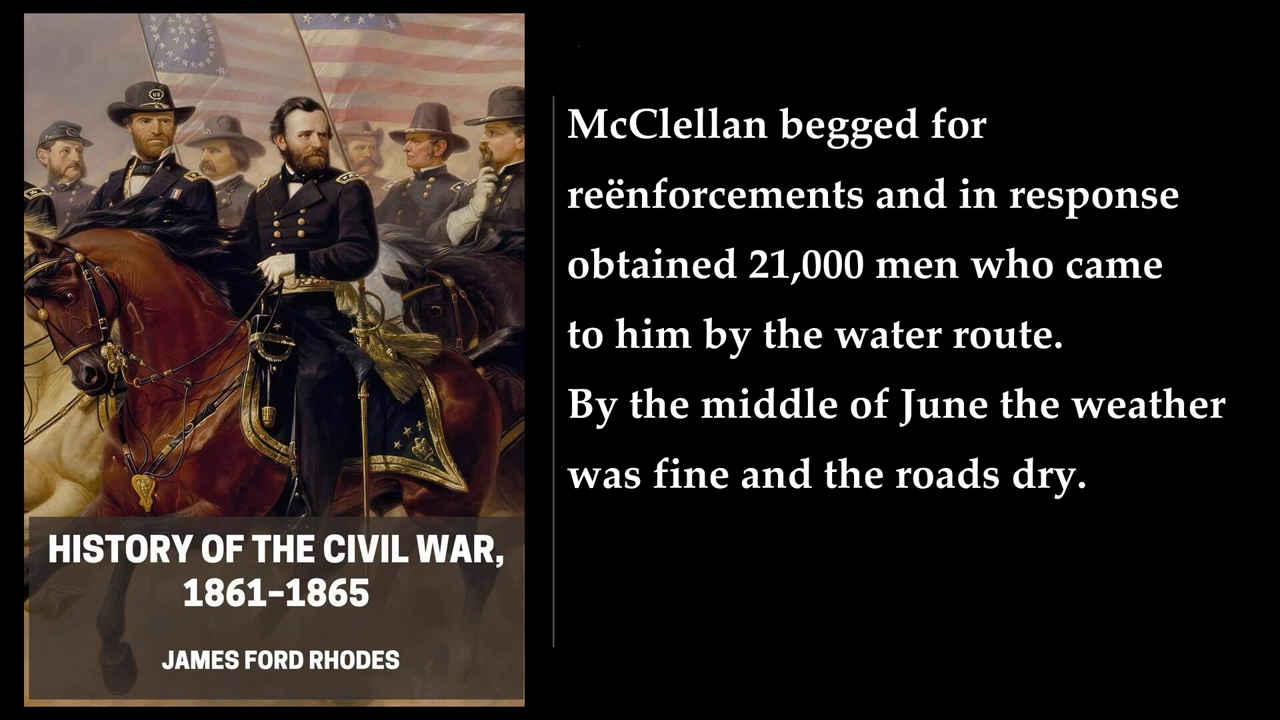 McClellan begged for
reënforcements and in response
obtained 21,000 men who came
to him by the water route.
By the middle of June the weather
was fine and the roads dry.
HISTORY OF THE CIVIL WAR,
1861–1865
JAMES FORD RHODES